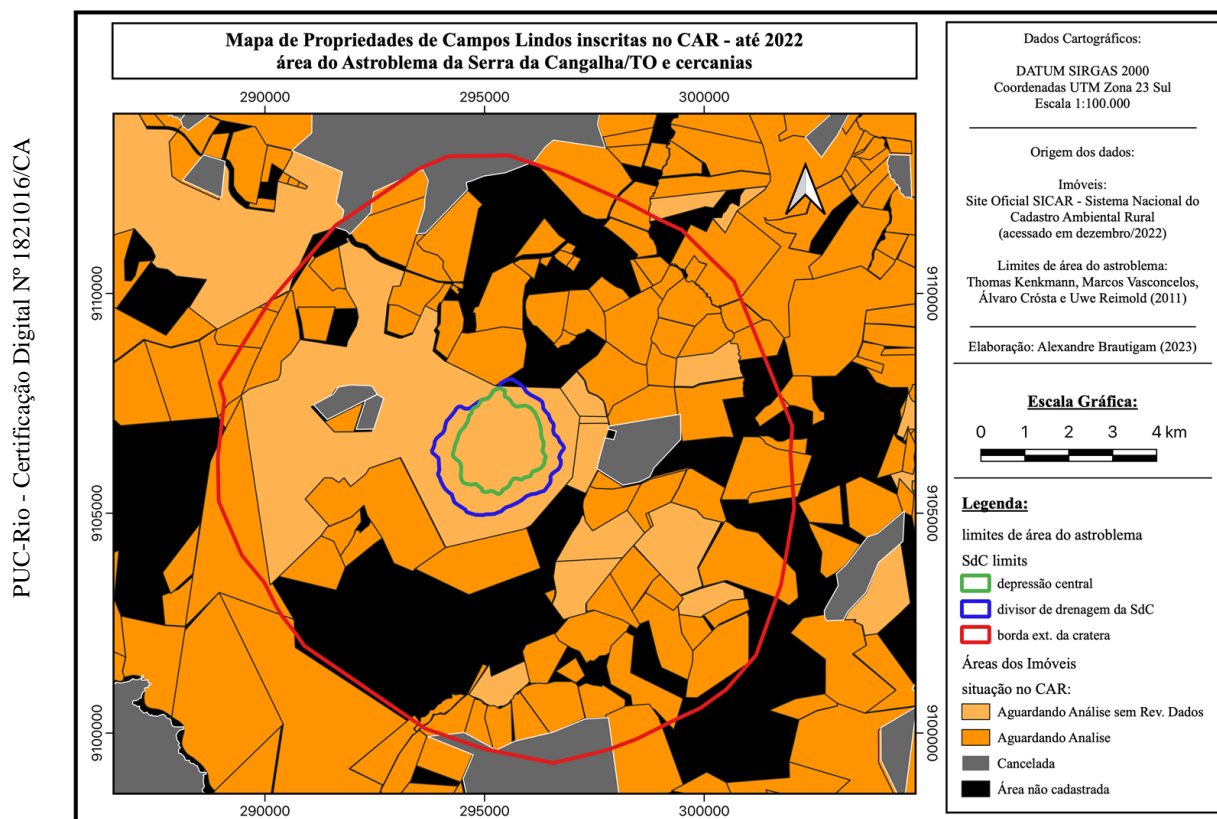 PUC-Rio - Certificação Digital Nº 1821016/CA
Mapa de Propriedades de Campos Lindos inscritas no CAR - até 2022
área do Astroblema da Serra da Cangalha/TO e cercanias
290000
295000
300000
9110000
9105000
9100000
9110000
9105000
9100000
290000
295000
300000
Dados Cartográficos:
DATUM SIRGAS 2000
Coordenadas UTM Zona 23 Sul
Escala 1:100.000
Origem dos dados:
Imóveis:
Site Oficial SICAR - Sistema Nacional do
Cadastro Ambiental Rural
(acessado em dezembro/2022)
Limites de área do astroblema:
Thomas Kenkmann, Marcos Vasconcelos,
Álvaro Crósta e Uwe Reimold (2011)
Elaboração: Alexandre Brautigam (2023)
Escala Gráfica:
0 1 2 3 4 km
Legenda:
limites de área do astroblema
SdC limits
depressão central
divisor de drenagem da SdC
borda ext. da cratera
Áreas dos Imóveis
situação no CAR:
Aguardando Análise sem Rev. Dados
Aguardando Analise
Cancelada
Área não cadastrada